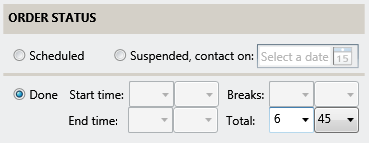 ORDER STATUS
Scheduled Suspended, contact on: Select a date 15
Done Start time: Breaks:
End time: Total: 6 45